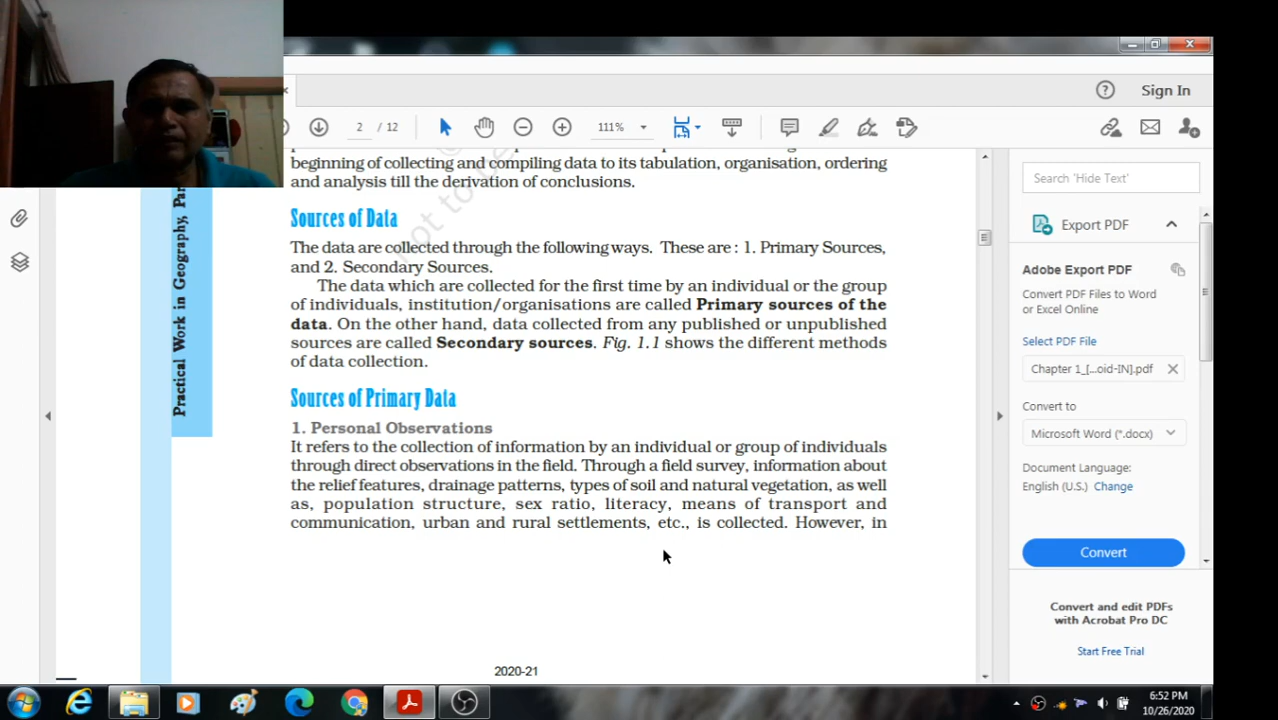 Sign In
2 / 12
111%
not to be
beginning of collecting and compiling data to its tabulation, organisation, ordering
and analysis till the derivation of conclusions.
Sources of Data
The data are collected through the following ways. These are : 1. Primary Sources,
and 2. Secondary Sources.
The data which are collected for the first time by an individual or the group
of individuals, institution/organisations are called Primary sources of the
data. On the other hand, data collected from any published or unpublished
sources are called Secondary sources. Fig. 1.1 shows the different methods
of data collection.
Sources of Primary Data
1. Personal Observations
It refers to the collection of information by an individual or group of individuals
through direct observations in the field. Through a field survey, information about
the relief features, drainage patterns, types of soil and natural vegetation, as well
as, population structure, sex ratio, literacy, means of transport and
communication, urban and rural settlements, etc., is collected. However, in
2020-21
Practical Work in Geography, Par
Search 'Hide Text'
Export PDF
Adobe Export PDF
Convert PDF Files to Word
or Excel Online
Select PDF File
Chapter 1_[...oid-IN].pdf
Convert to
Microsoft Word (*.docx)
Document Language:
English (U.S.) Change
Convert
Convert and edit PDFs
with Acrobat Pro DC
Start Free Trial
6:52 PM
10/26/2020